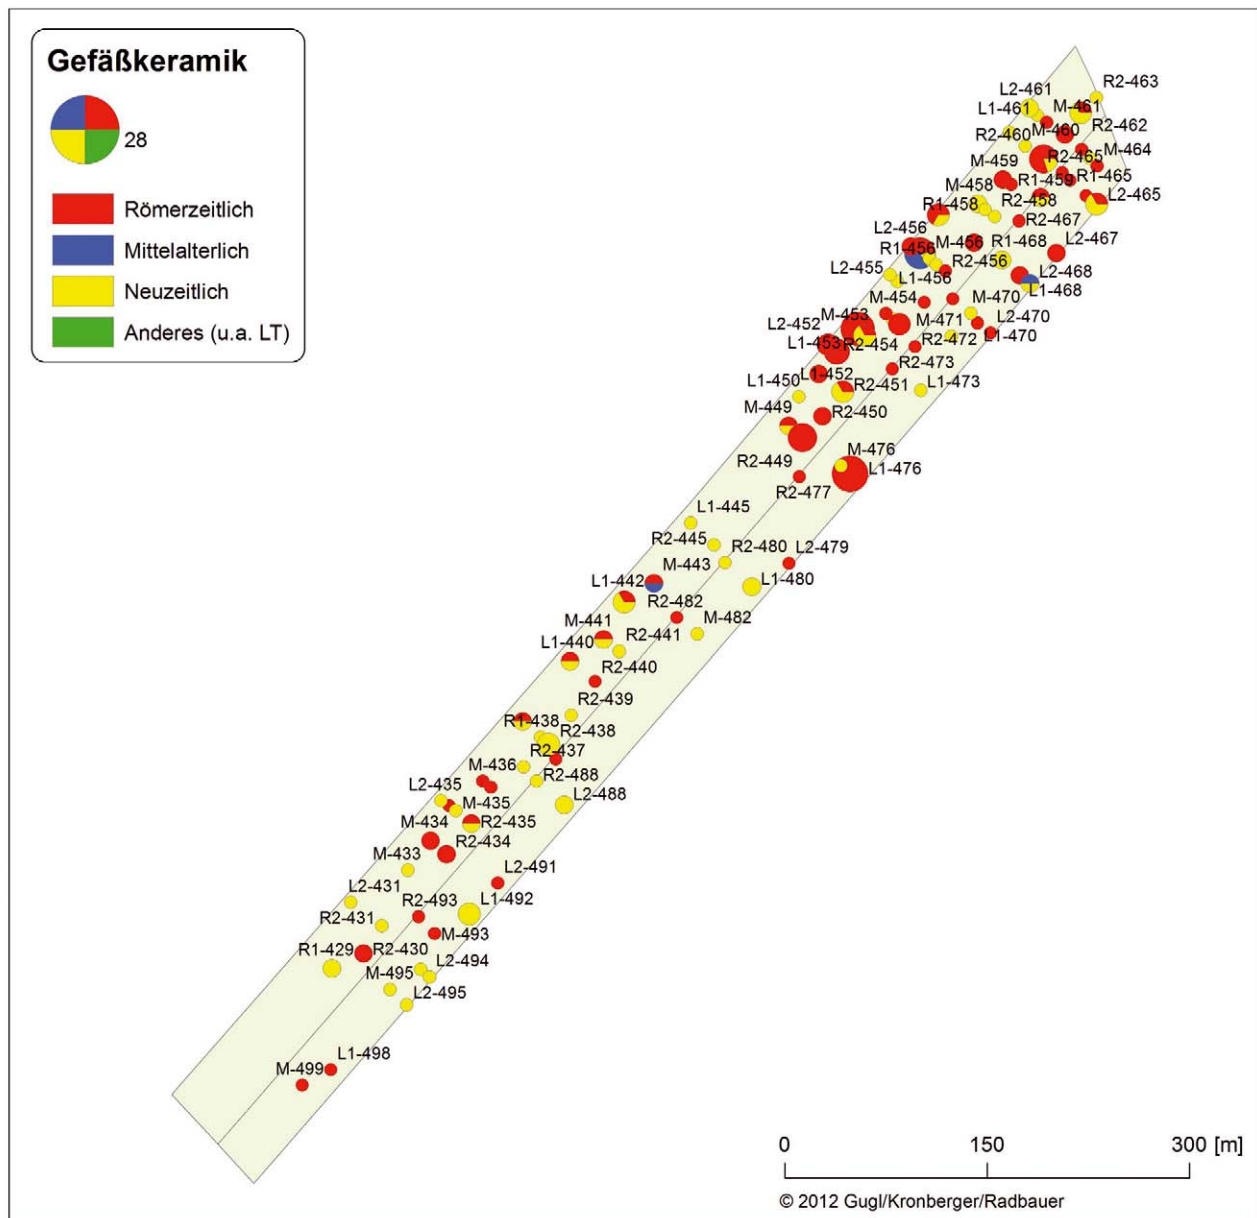 Gefäßkeramik
28
Römerzeitlich
Mittelalterlich
Neuzeitlich
Anderes (u.a. LT)
R2-463
L2-461
L1-461
M-461
R2-462
R2-460
M-460
M-464
R2-465
M-459
R1-459
R1-465
M-458
L2-465
R1-458
R2-458
R2-467
L2-456
M-456
R1-468
L2-467
R1-456
R2-456
L2-455
L1-456
L2-468
L1-468
M-454
M-470
M-453
L2-470
L2-452
M-471
L1-470
L1-453
R2-454
R2-472
R2-473
L1-452
L1-450
R2-451
L1-473
M-449
R2-450
M-476
R2-449
L1-476
R2-477
L1-445
R2-445
R2-480
L2-479
M-443
L1-442
L1-480
R2-482
M-441
M-482
R2-441
L1-440
R2-440
R2-439
R1-438
R2-438
R2-437
M-436
R2-488
L2-435
L2-488
M-435
M-434
R2-435
R2-434
M-433
L2-491
L2-431
R2-493
L1-492
R2-431
M-493
R1-429
R2-430
L2-494
M-495
L2-495
L1-498
M-499
0 150 300 [m]
© 2012 Gugl/Kronberger/Radbauer